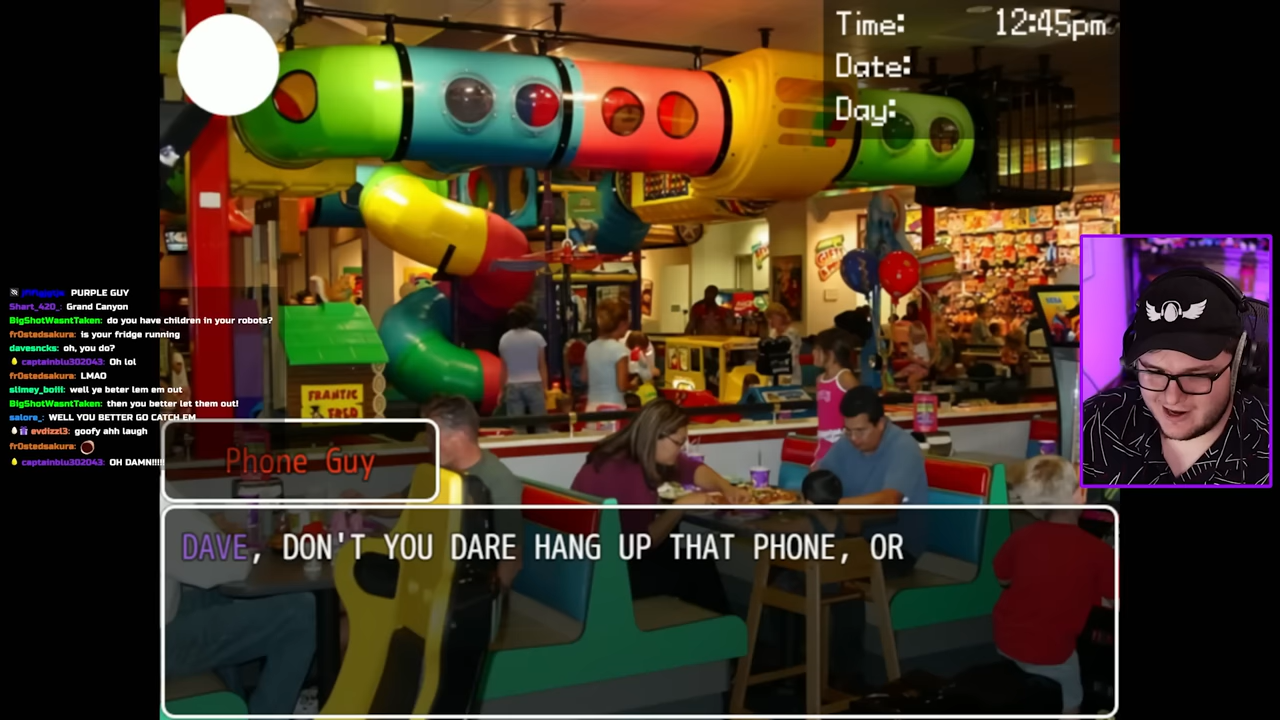 Time: 12:45pm
Date:
Day:
PURPLE GUY
Shart_420_: Grand Canyon
BigShotWasntTaken: do you have children in your robots?
fr0stedsakura: is your fridge running
davesncks: oh, you do?
captainblu302043: Oh lol
fr0stedsakura: LMAO
slimey_boiii: well ye beter lem em out
BigShotWasntTaken: then you better let them out!
salore_: WELL YOU BETTER GO CATCH EM
evdizzl3: goofy ahh laugh
fr0stedsakura:
captainblu302043: OH DAMN!!!!!
FRANTIC
FRED
Phone Guy
DAVE, DON'T YOU DARE HANG UP THAT PHONE, OR